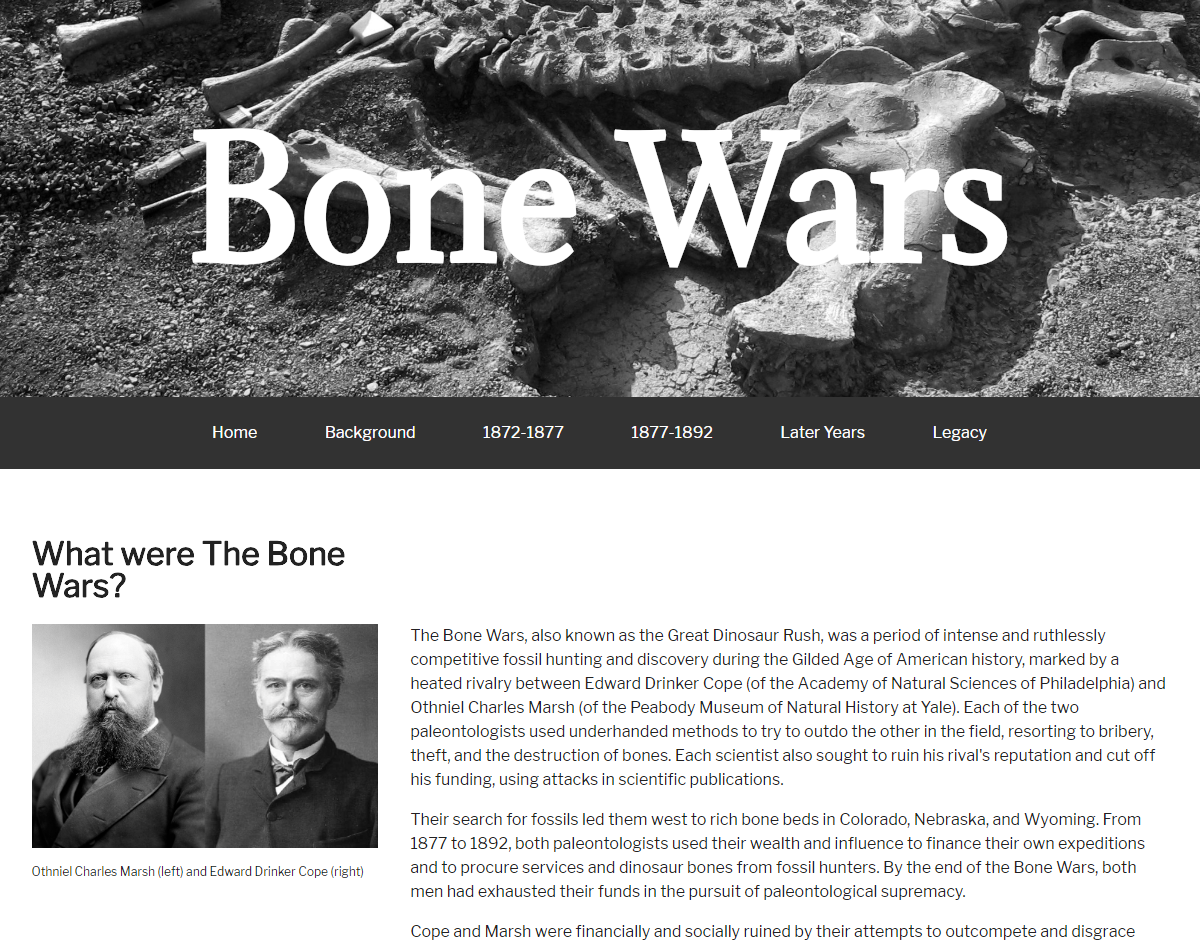 Bone Wars
Home
Background
1872-1877
1877-1892
Later Years
Legacy
What were The Bone
Wars?
The Bone Wars, also known as the Great Dinosaur Rush, was a period of intense and ruthlessly
competitive fossil hunting and discovery during the Gilded Age of American history, marked by a
heated rivalry between Edward Drinker Cope (of the Academy of Natural Sciences of Philadelphia) and
Othniel Charles Marsh (of the Peabody Museum of Natural History at Yale). Each of the two
paleontologists used underhanded methods to try to outdo the other in the field, resorting to bribery,
theft, and the destruction of bones. Each scientist also sought to ruin his rival's reputation and cut off
his funding, using attacks in scientific publications.
Othniel Charles Marsh (left) and Edward Drinker Cope (right)
Their search for fossils led them west to rich bone beds in Colorado, Nebraska, and Wyoming. From
1877 to 1892, both paleontologists used their wealth and influence to finance their own expeditions
and to procure services and dinosaur bones from fossil hunters. By the end of the Bone Wars, both
men had exhausted their funds in the pursuit of paleontological supremacy.
Cope and Marsh were financially and socially ruined by their attempts to outcompete and disgrace